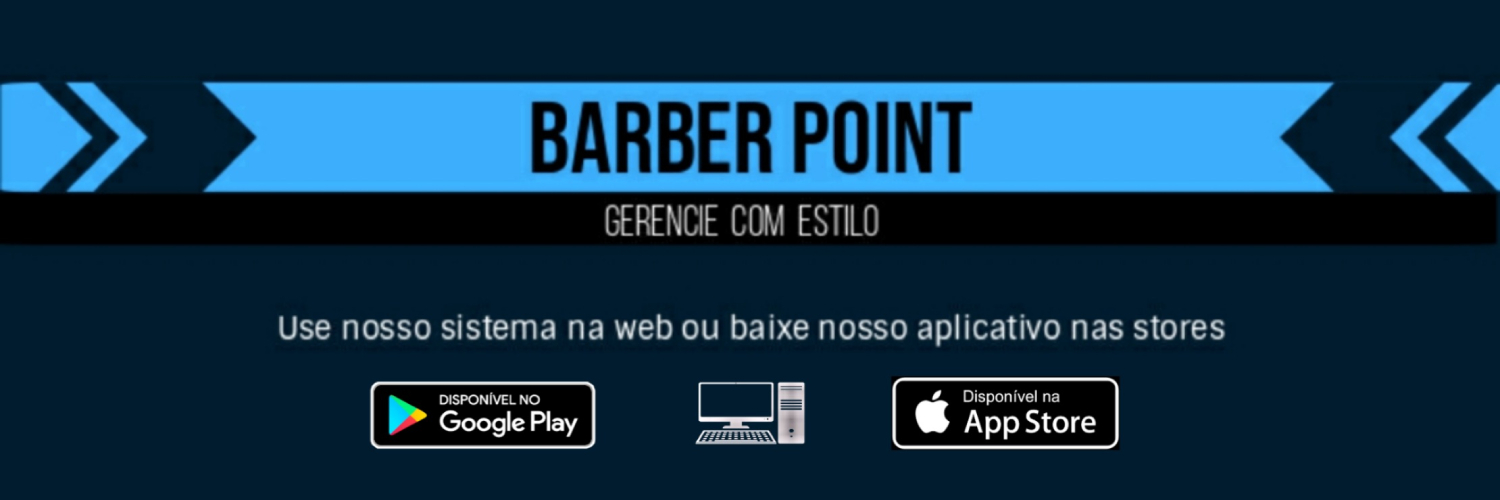 BARBER POINT
GERENCIE COM ESTILO
Use nosso sistema na web ou baixe nosso aplicativo nas stores
DISPONÍVEL NO
Google Play
Disponível na
App Store